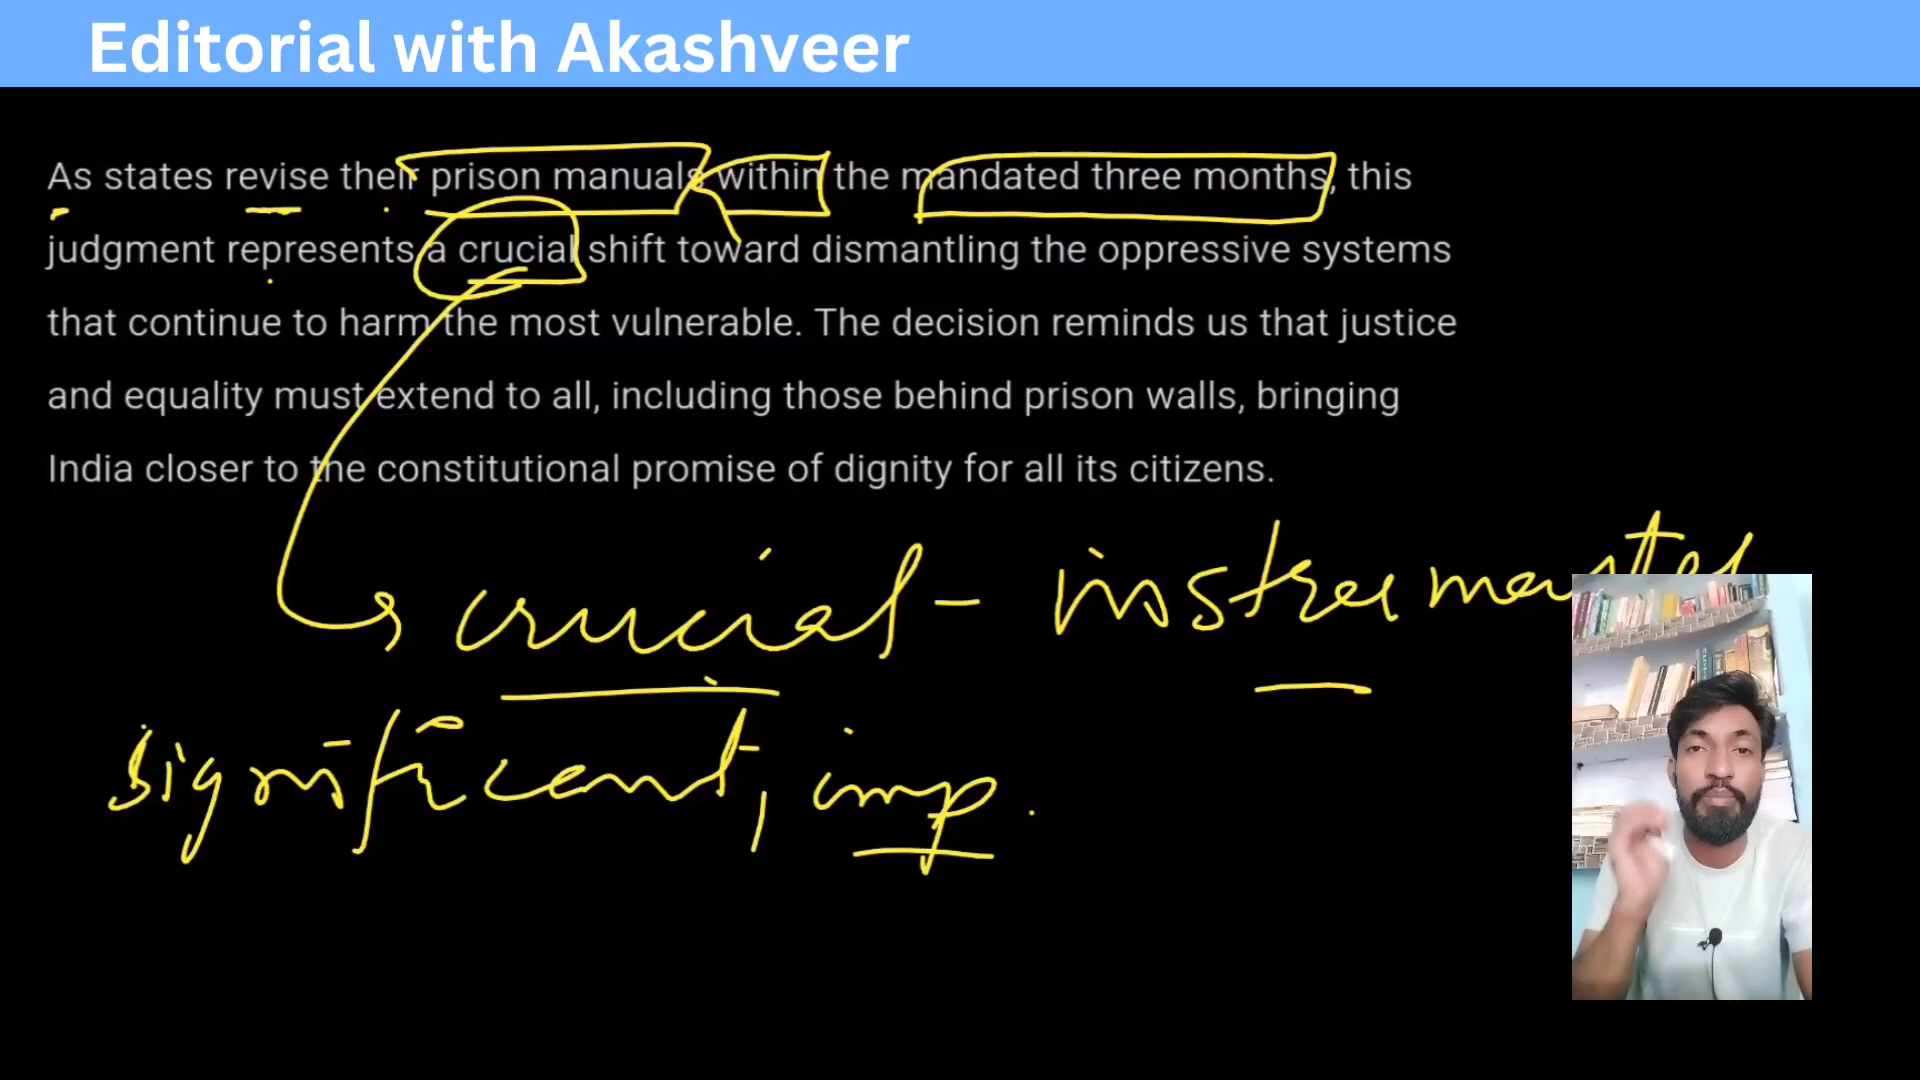 Editorial with Akashveer
As states revise their prison manuals within the mandated three months, this
judgment represents a crucial shift toward dismantling the oppressive systems
that continue to harm the most vulnerable. The decision reminds us that justice
and equality must extend to all, including those behind prison walls, bringing
India closer to the constitutional promise of dignity for all its citizens.
crucial -
significant, imp.